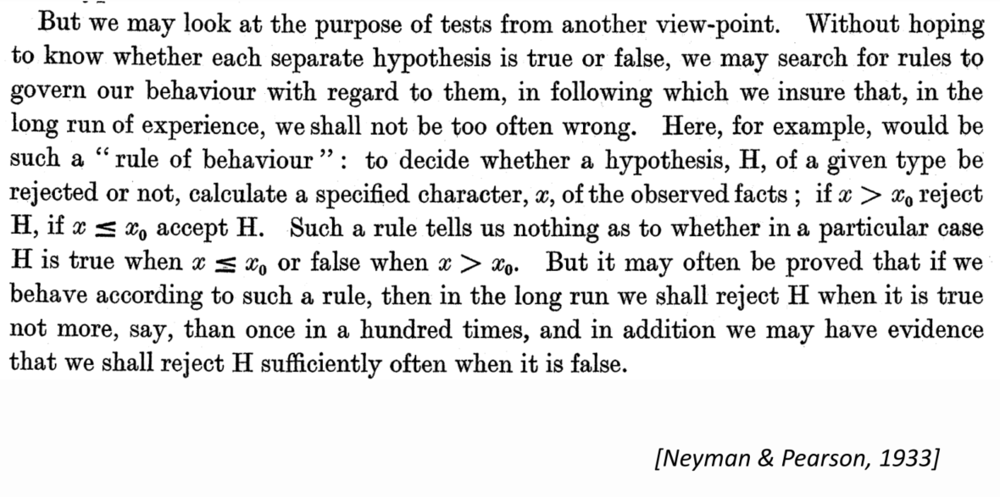 But we may look at the purpose of tests from another view-point. Without hoping
to know whether each separate hypothesis is true or false, we may search for rules to
govern our behaviour with regard to them, in following which we insure that, in the
long run of experience, we shall not be too often wrong. Here, for example, would be
such a “rule of behaviour”: to decide whether a hypothesis, H, of a given type be
rejected or not, calculate a specified character, x, of the observed facts ; if x > x₀ reject
H, if x ≦ x₀ accept H. Such a rule tells us nothing as to whether in a particular case
H is true when x ≦ x₀ or false when x > x₀. But it may often be proved that if we
behave according to such a rule, then in the long run we shall reject H when it is true
not more, say, than once in a hundred times, and in addition we may have evidence
that we shall reject H sufficiently often when it is false.
[Neyman & Pearson, 1933]